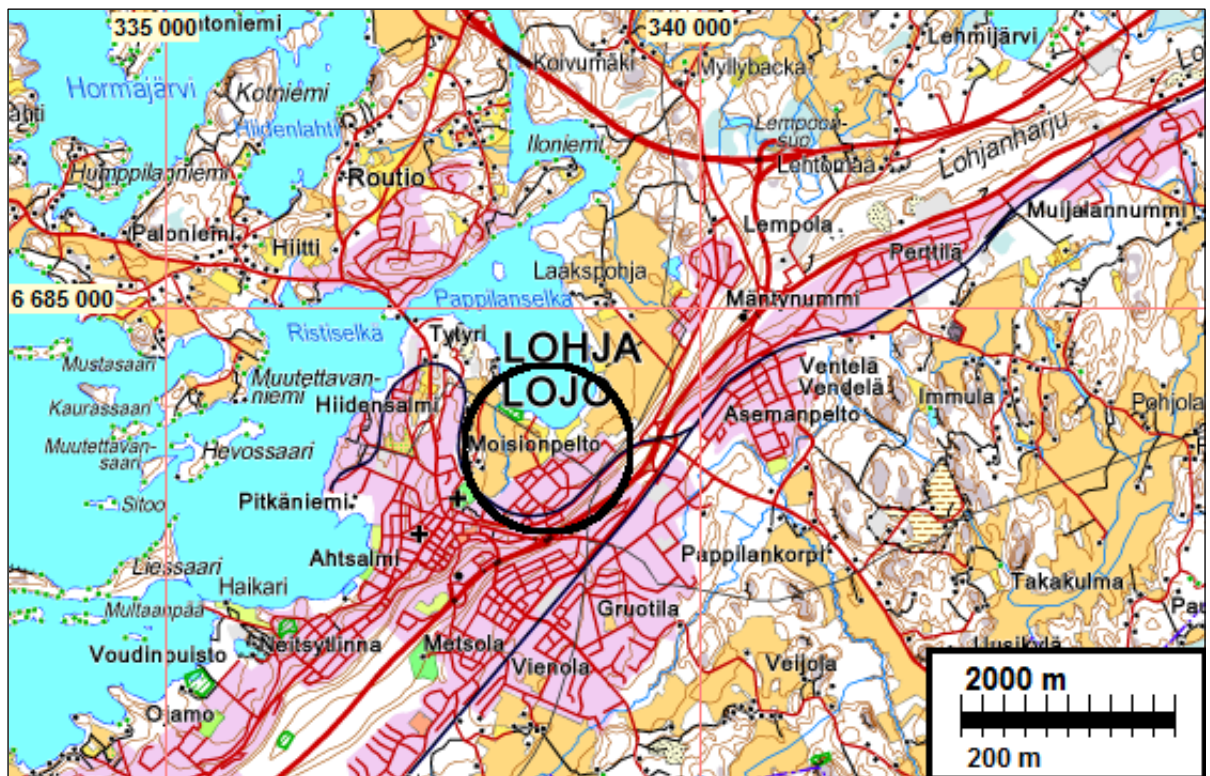 335 000
340 000
Lehmijärvi
Koivumäki
Myllybacka
Hormajärvi
Kotniemi
Hiidenlahti
Iloniemi
Lehtomaa
Lohjanharju
Humppilanniemi
Routio
Muijalannummi
Paloniemi
Hiitti
Lempola
Perttilä
Laakspohja
6 685 000
Pappilanselkä
Mäntynummi
Ristiselkä
Tytyri
LOHJA
LOJO
Mustasaari
Muutettavan-
niemi
Ventelä
Vendelä
Kaurassaari
Hiidensalmi
Immula
Pohjola
Asemanpelto
Muutettavan-
saari
Hevossaari
Moisionpelto
Sitoo
Pitkäniemi
Ahtsalmi
Pappilankorpi
Liessaari
Haikari
Takakulma
Multaanpää
Gruotila
Neitsytlinna
Metsola
Uusikylä
Voudinpuisto
Vienola
Veijola
Ojamo
2000 m
200 m